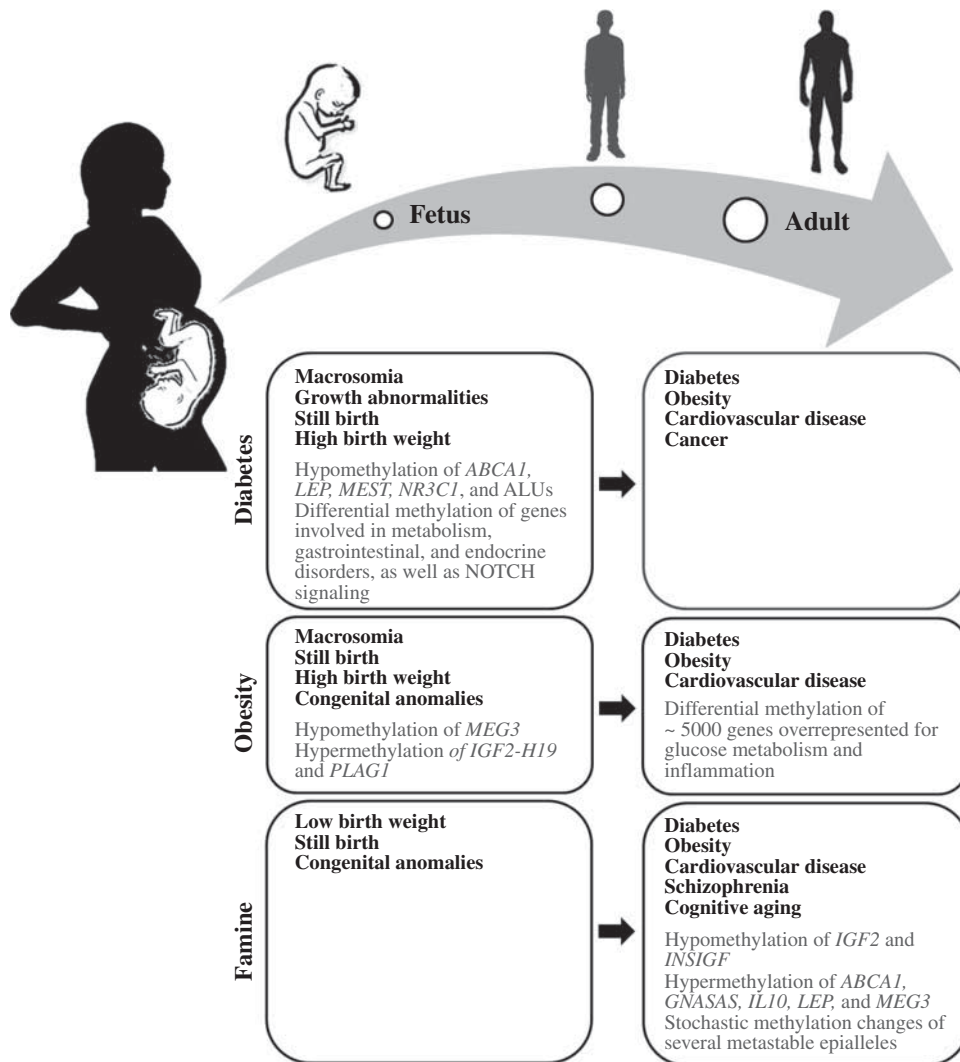 Fetus
Adult
Diabetes
Macrosomia
Growth abnormalities
Still birth
High birth weight
Hypomethylation of ABCA1,
LEP, MEST, NR3C1, and ALUs
Differential methylation of genes
involved in metabolism,
gastrointestinal, and endocrine
disorders, as well as NOTCH
signaling
Diabetes
Obesity
Cardiovascular disease
Cancer
Obesity
Macrosomia
Still birth
High birth weight
Congenital anomalies
Hypomethylation of MEG3
Hypermethylation of IGF2-H19
and PLAG1
Diabetes
Obesity
Cardiovascular disease
Differential methylation of
~ 5000 genes overrepresented for
glucose metabolism and
inflammation
Famine
Low birth weight
Still birth
Congenital anomalies
Diabetes
Obesity
Cardiovascular disease
Schizophrenia
Cognitive aging
Hypomethylation of IGF2 and
INSIGF
Hypermethylation of ABCA1,
GNASAS, IL10, LEP, and MEG3
Stochastic methylation changes of
several metastable epialleles